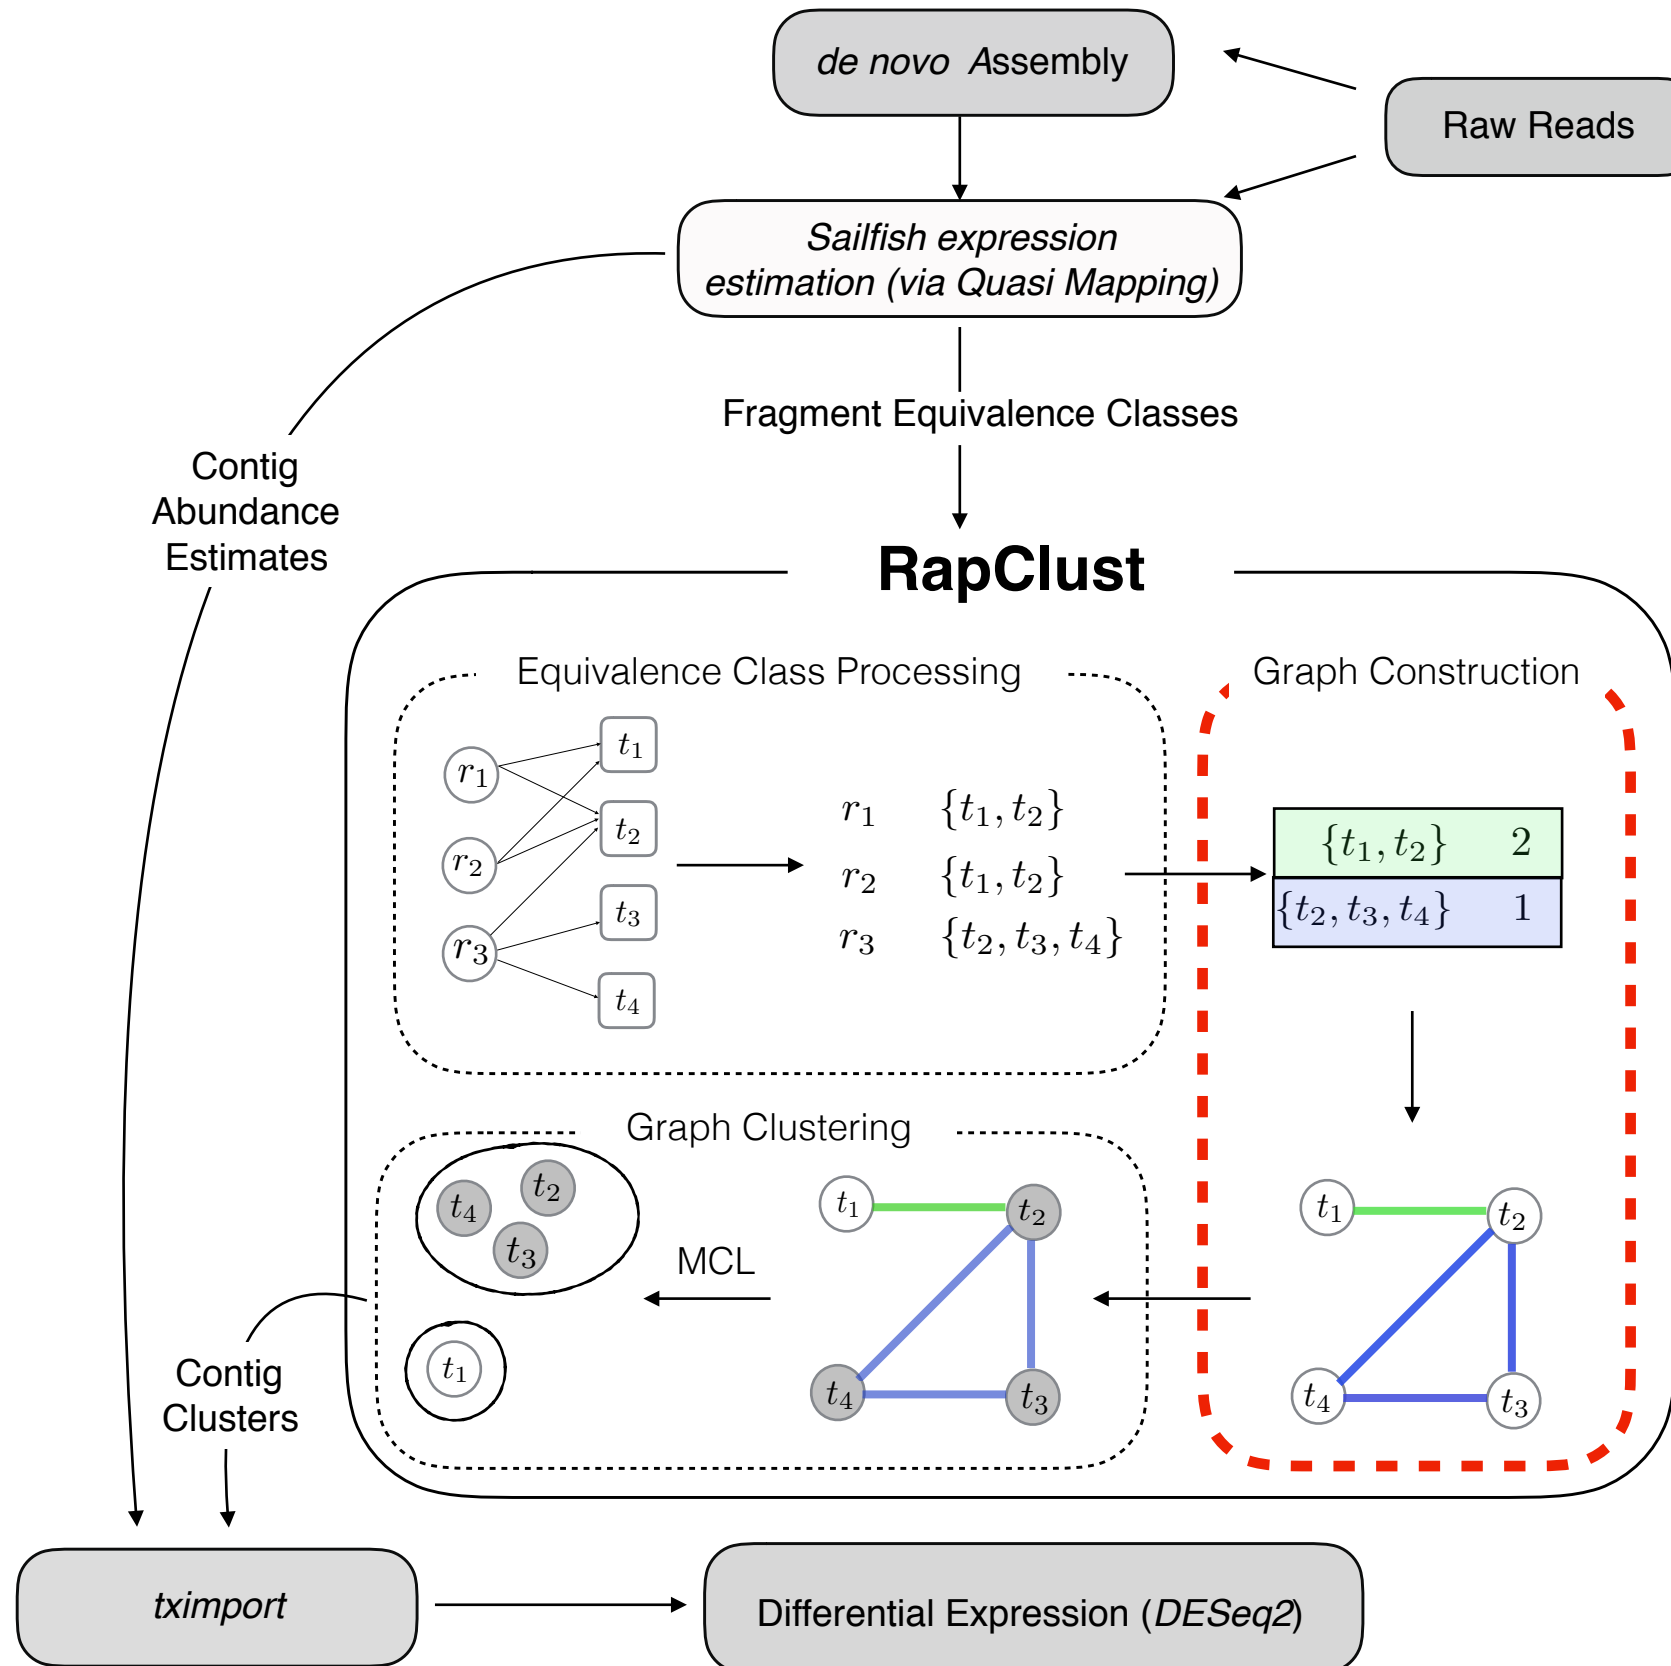 de novo Assembly
Raw Reads
Sailfish expression
estimation (via Quasi Mapping)
Fragment Equivalence Classes
Contig
Abundance
Estimates
RapClust
Equivalence Class Processing
Graph Construction
r₁
r₂
r₃
t₁
t₂
t₃
t₄
r₁ {t₁, t₂}
r₂ {t₁, t₂}
r₃ {t₂, t₃, t₄}
{t₁, t₂} 2
{t₂, t₃, t₄} 1
Graph Clustering
t₄
t₂
t₃
t₁
MCL
t₁
t₂
t₄
t₃
t₁
t₂
t₄
t₃
Contig
Clusters
tximport
Differential Expression (DESeq2)